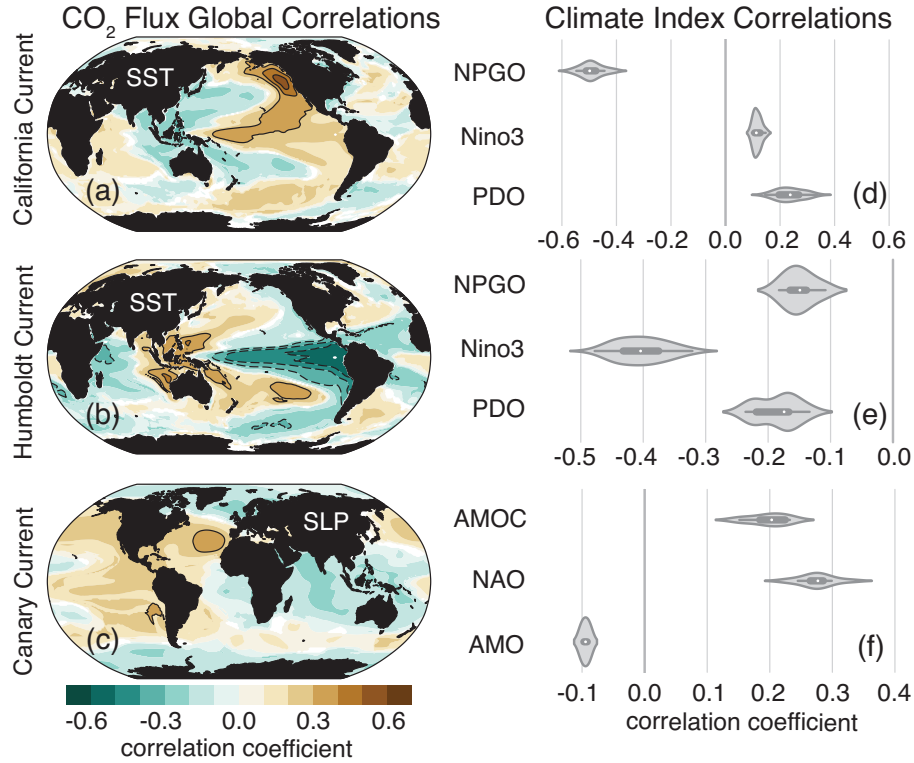 CO2 Flux Global Correlations
Climate Index Correlations
California Current
SST
(a)
NPGO
Nino3
PDO
(d)
-0.6 -0.4 -0.2 0.0 0.2 0.4 0.6
Humboldt Current
SST
(b)
NPGO
Nino3
PDO
(e)
-0.5 -0.4 -0.3 -0.2 -0.1 0.0
Canary Current
SLP
(c)
AMOC
NAO
AMO
(f)
-0.1 0.0 0.1 0.2 0.3 0.4
correlation coefficient
-0.6 -0.3 0.0 0.3 0.6
correlation coefficient